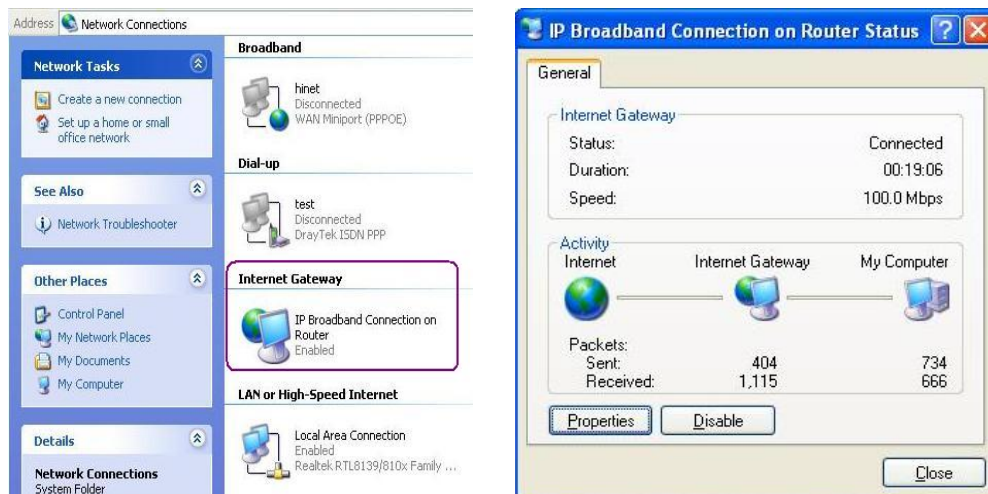 Address Network Connections
Network Tasks
Create a new connection
Set up a home or small
office network
See Also
Network Troubleshooter
Other Places
Control Panel
My Network Places
My Documents
My Computer
Details
Network Connections
System Folder
Broadband
hinet
Disconnected
WAN Miniport (PPPOE)
Dial-up
test
Disconnected
DrayTek ISDN PPP
Internet Gateway
IP Broadband Connection on
Router
Enabled
LAN or High-Speed Internet
Local Area Connection
Enabled
Realtek RTL8139/810x Family ...
IP Broadband Connection on Router Status
General
Internet Gateway
Status: Connected
Duration: 00:19:06
Speed: 100.0 Mbps
Activity
Internet Internet Gateway My Computer
Packets:
Sent: 404 734
Received: 1,115 666
Properties Disable
Close